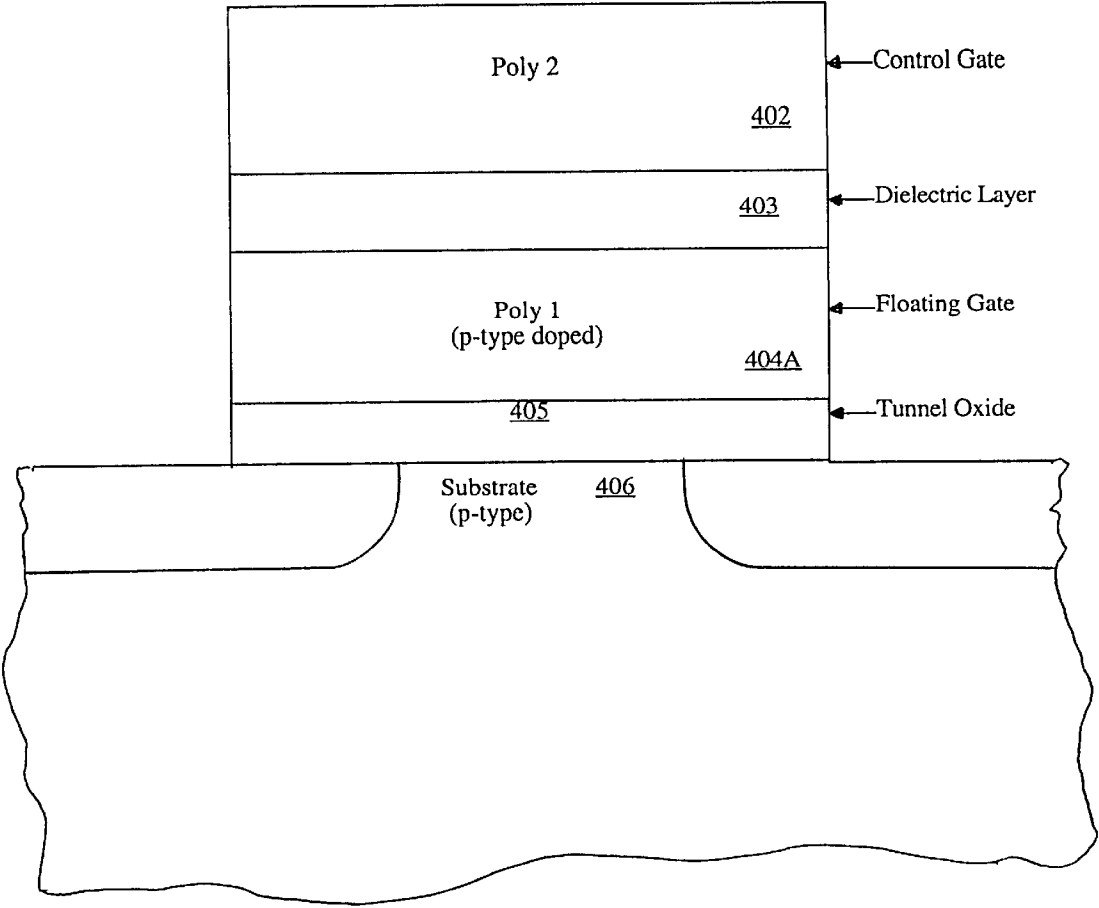 Poly 2
Control Gate
402
403
Dielectric Layer
Poly 1
(p-type doped)
Floating Gate
404A
405
Tunnel Oxide
Substrate
(p-type)
406